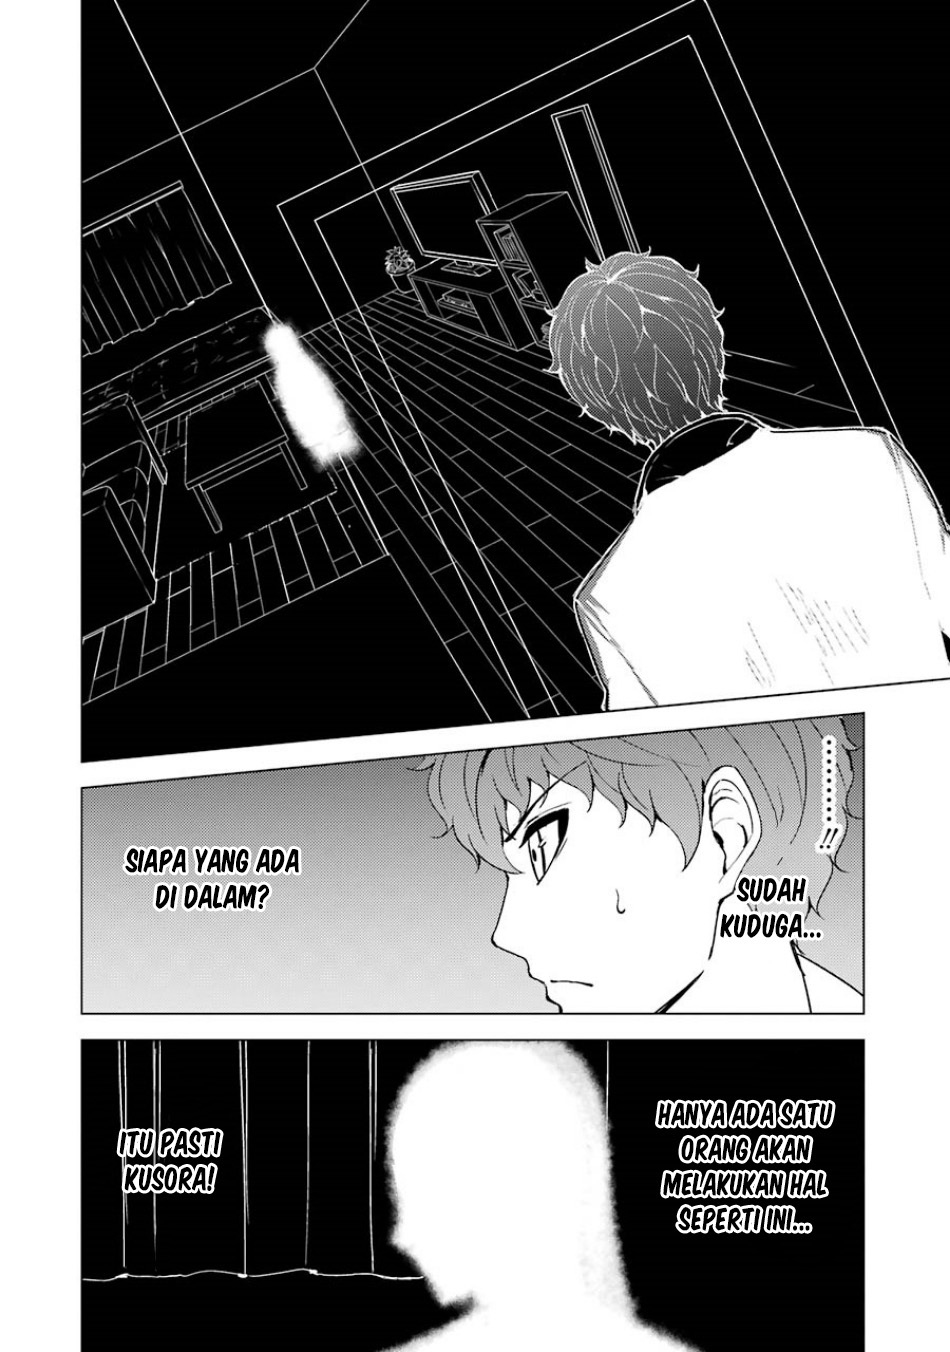 ………!!
SUDAH
KUDUGA...
SIAPA YANG ADA
DI DALAM?
HANYA ADA SATU
ORANG AKAN
MELAKUKAN HAL
SEPERTI INI...
ITU PASTI
KUSORA!